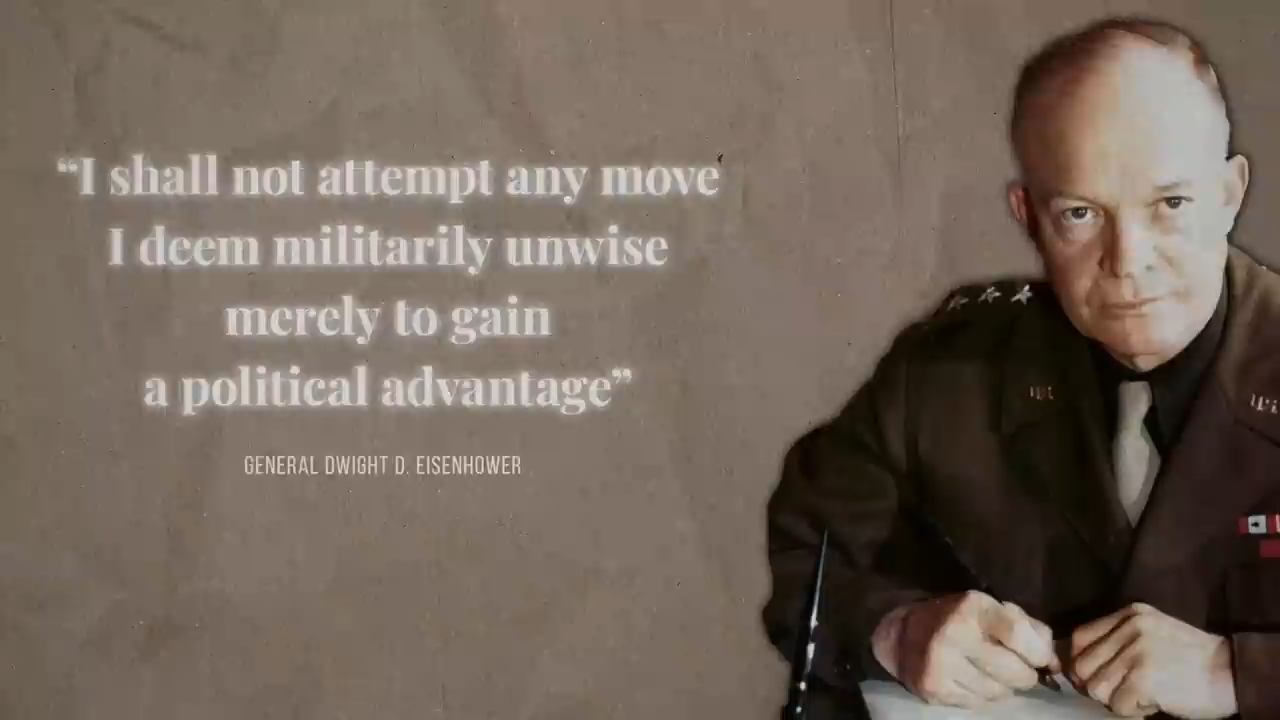 “I shall not attempt any move
I deem militarily unwise
merely to gain
a political advantage”
GENERAL DWIGHT D. EISENHOWER